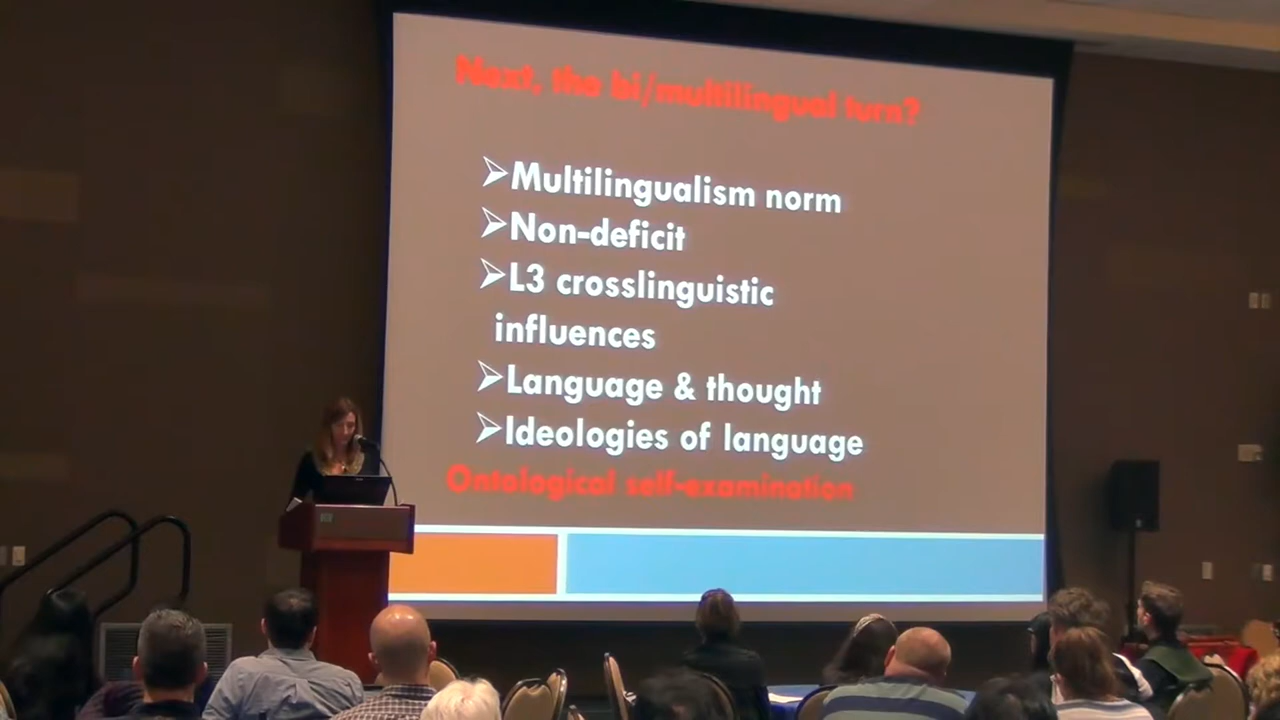 Next, the bi/multilingual turn?
➢Multilingualism norm
➢Non-deficit
➢L3 crosslinguistic
influences
➢Language & thought
➢Ideologies of language
Ontological self-examination